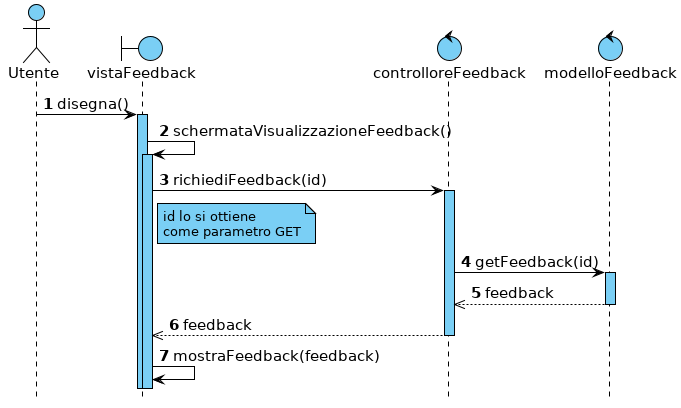 Utente
vistaFeedback
controlloreFeedback
modelloFeedback
1 disegna()
2 schermataVisualizzazioneFeedback()
3 richiediFeedback(id)
id lo si ottiene
come parametro GET
4 getFeedback(id)
5 feedback
6 feedback
7 mostraFeedback(feedback)